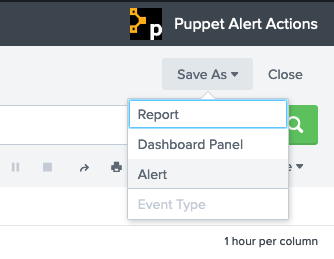 p
Puppet Alert Actions
Save As
Close
Report
Dashboard Panel
Alert
Event Type
1 hour per column